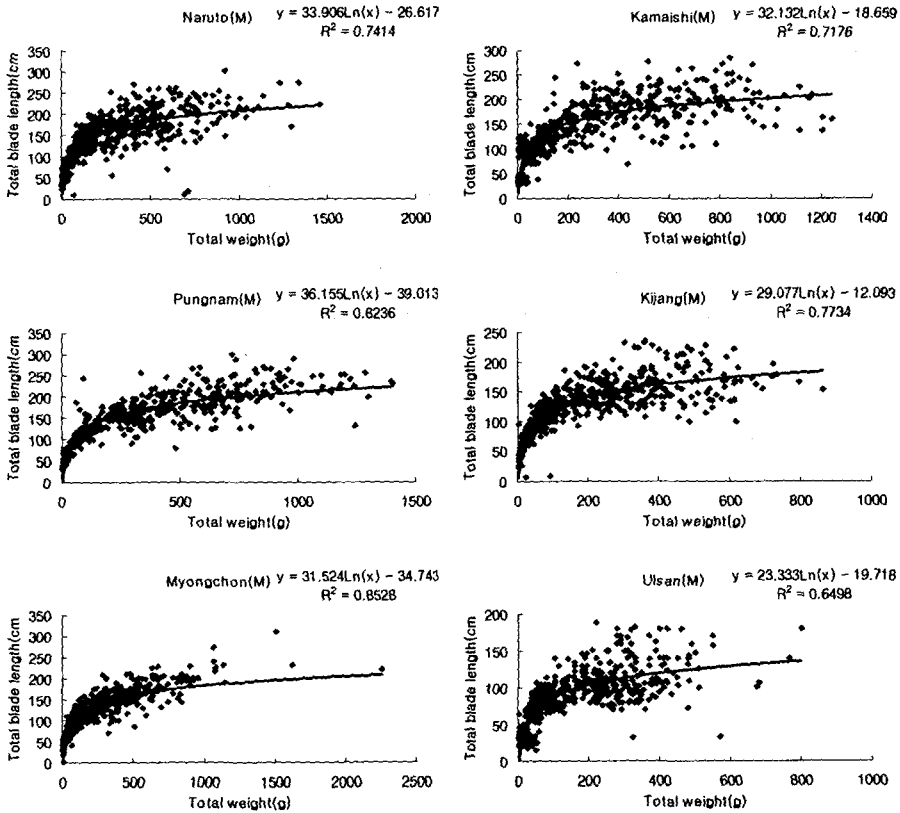 Naruto(M) y = 33.906Ln(x) − 26.617
R² = 0.7414
Total blade length(cm
350
300
250
200
150
100
50
0
0 500 1000 1500 2000
Total weight(g)
Kamaishi(M) y = 32.132Ln(x) − 18.659
R² = 0.7176
Total blade length(cm
300
250
200
150
100
50
0
0 200 400 600 800 1000 1200 1400
Total weight(g)
Pungnam(M) y = 36.155Ln(x) − 39.013
R² = 0.8236
Total blade length(cm
350
300
250
200
150
100
50
0
0 500 1000 1500
Total weight(g)
Kijang(M) y = 29.077Ln(x) − 12.093
R² = 0.7734
Total blade length(cm
250
200
150
100
50
0
0 200 400 600 800 1000
Total weight(g)
Myongchon(M) y = 31.524Ln(x) − 34.743
R² = 0.8528
Total blade length(cm
350
300
250
200
150
100
50
0
0 500 1000 1500 2000 2500
Total weight(g)
Ulsan(M) y = 23.333Ln(x) − 19.718
R² = 0.6498
Total blade length(cm
200
150
100
50
0
0 200 400 600 800 1000
Total weight(g)